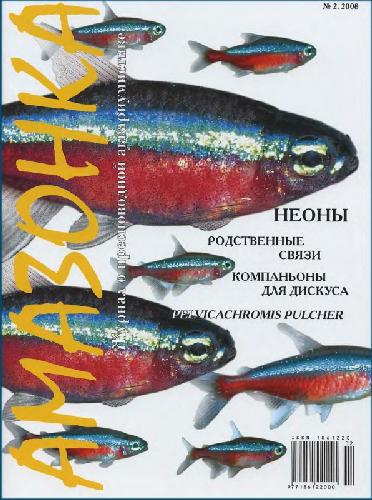 № 2, 2008
АМАЗОНКА
Журнал о пресноводной аквариумистике
НЕОНЫ
РОДСТВЕННЫЕ
СВЯЗИ
КОМПАНЬОНЫ
ДЛЯ ДИСКУСА
PELVICACHROMIS PULCHER